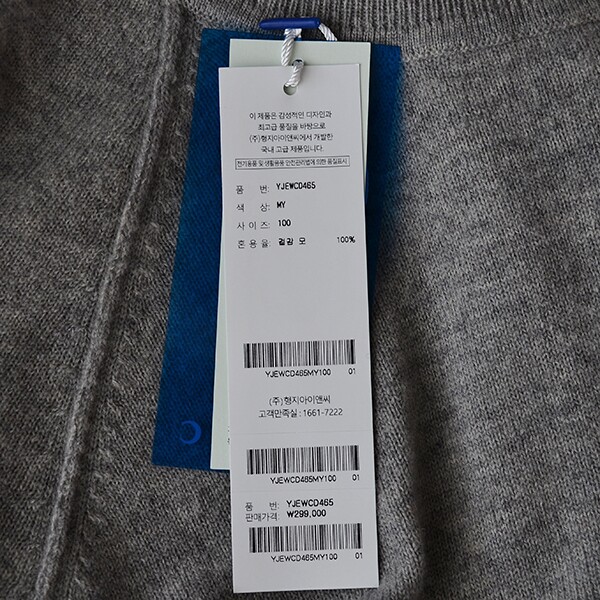 이 제품은 감성적인 디자인과
최고급 품질을 바탕으로
(주)형지아이앤씨에서 개발한
국내 고급 제품입니다.
전기용품 및 생활용품 안전관리법에 의한 품질표시
품 번: YJEWCD465
색 상: MY
사 이 즈: 100
혼 용 율: 겉감 모 100%
YJEWCD465MY100 01
(주)형지아이앤씨
고객만족실 : 1661-7222
YJEWCD465MY100 01
품 번: YJEWCD465
판매가격: ₩299,000
YJEWCD465MY100 01